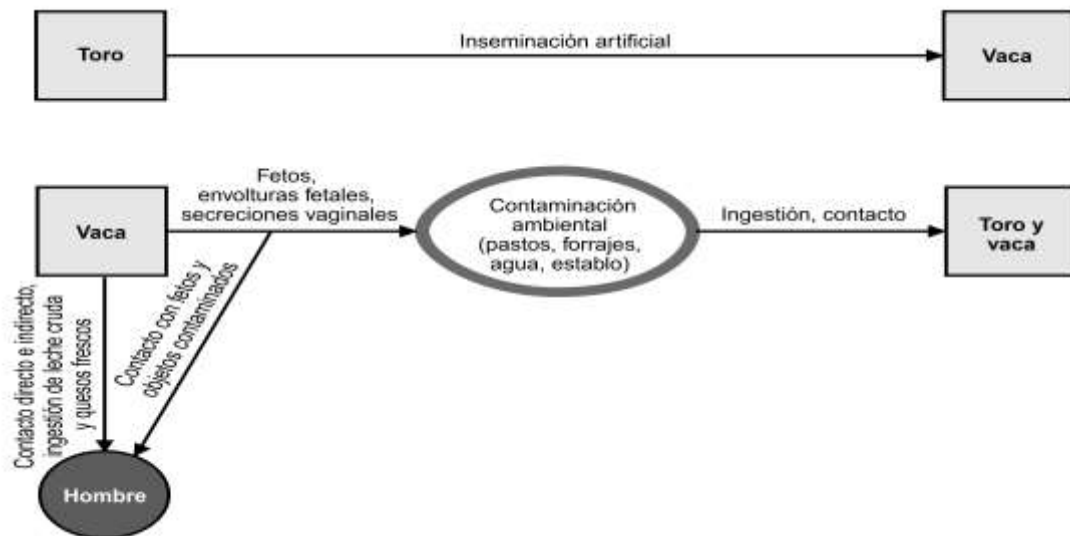 Toro
Inseminación artificial
Vaca
Vaca
Fetos,
envolturas fetales,
secreciones vaginales
Contaminación
ambiental
(pastos, forrajes,
agua, establo)
Ingestión, contacto
Toro y
vaca
Contacto directo e indirecto,
ingestión de leche cruda
y quesos frescos
Contacto con fetos y
objetos contaminados
Hombre